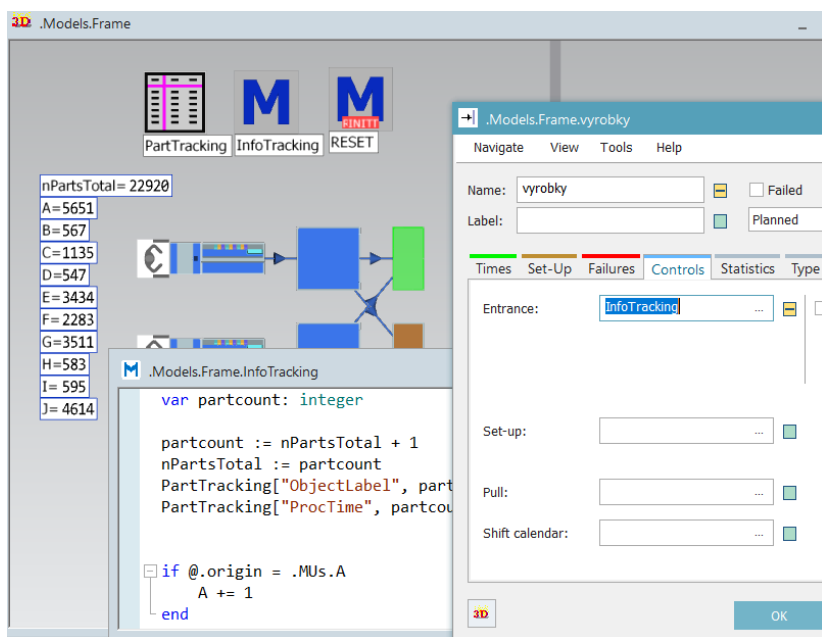 3D .Models.Frame
M M
FINITT
PartTracking InfoTracking RESET
nPartsTotal= 22920
A=5651
B=567
C=1135
D=547
E=3434
F=2283
G=3511
H=583
I= 595
J= 4614
.Models.Frame.vyrobky
Navigate View Tools Help
Name: vyrobky Failed
Label: Planned
Times Set-Up Failures Controls Statistics Type
Entrance: InfoTracking ...
Set-up: ...
Pull: ...
Shift calendar: ...
3D OK
M .Models.Frame.InfoTracking
var partcount: integer
partcount := nPartsTotal + 1
nPartsTotal := partcount
PartTracking["ObjectLabel", part
PartTracking["ProcTime", partcou
if @.origin = .MUs.A
A += 1
end